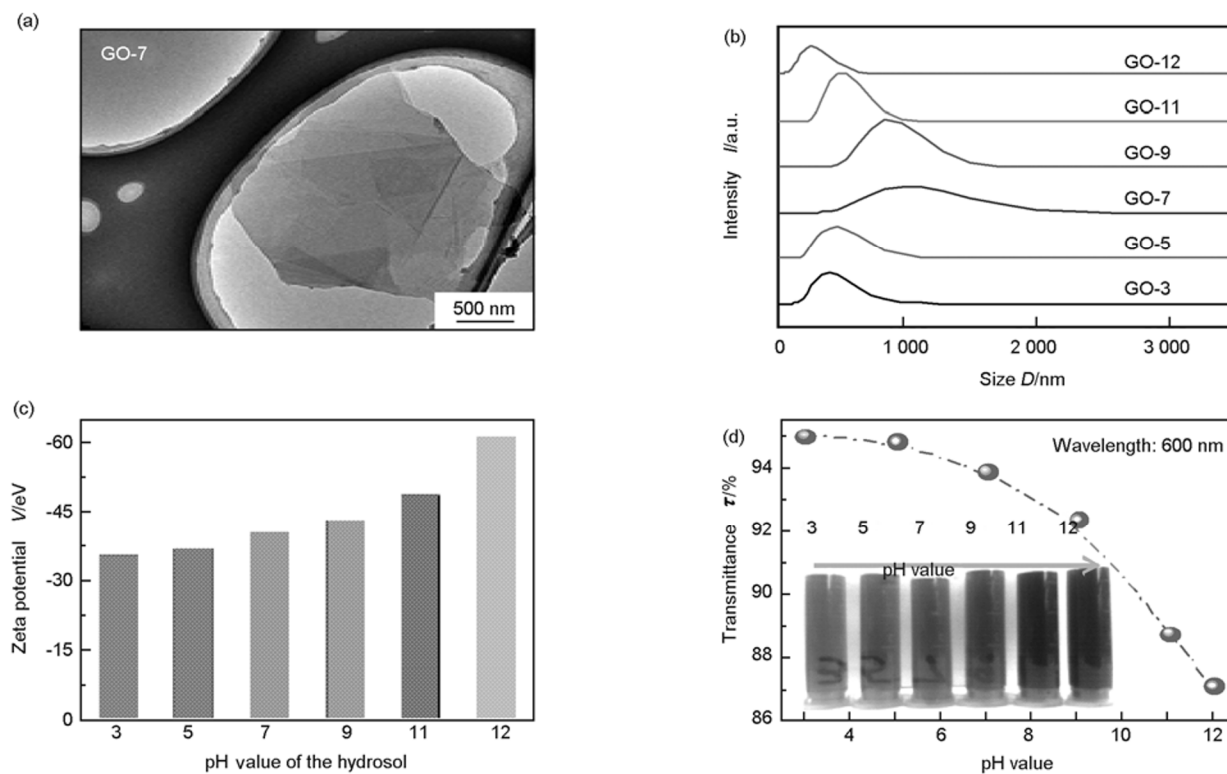 (a)
GO-7
500 nm
(b)
Intensity I/a.u.
GO-12
GO-11
GO-9
GO-7
GO-5
GO-3
0 1 000 2 000 3 000
Size D/nm
(c)
Zeta potential V/eV
-60
-45
-30
-15
0
3 5 7 9 11 12
pH value of the hydrosol
(d)
Wavelength: 600 nm
Transmittance τ/%
94
92
90
88
86
3 5 7 9 11 12
pH value
4 6 8 10 12
pH value